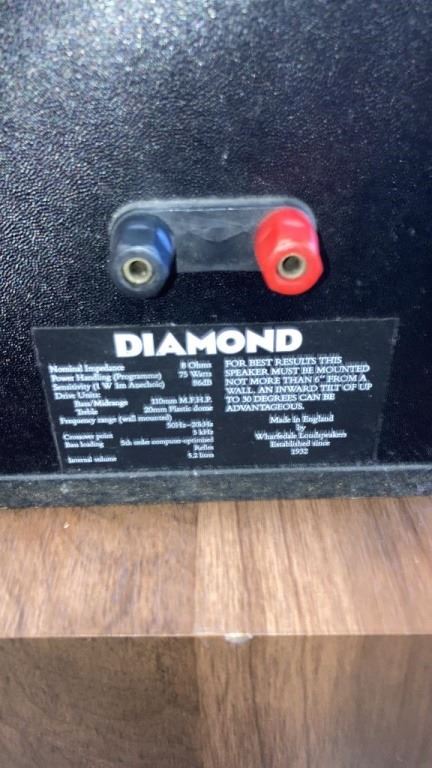 DIAMOND
Nominal Impedance 8 Ohms
Power Handling (Programme) 75 Watts
Sensitivity (1 W 1m Anechoic) 86dB
Drive Units:
Bass/Midrange 110mm M.F.H.P.
Treble 20mm Plastic dome
Frequency range (wall mounted)
50Hz-20kHz
Crossover point 5 kHz
Bass loading 5th order computer-optimised
Reflex
Internal volume 5.2 litres
FOR BEST RESULTS THIS
SPEAKER MUST BE MOUNTED
NOT MORE THAN 6" FROM A
WALL. AN INWARD TILT OF UP
TO 30 DEGREES CAN BE
ADVANTAGEOUS.
Made in England
by
Wharfedale Loudspeakers
Established since
1932